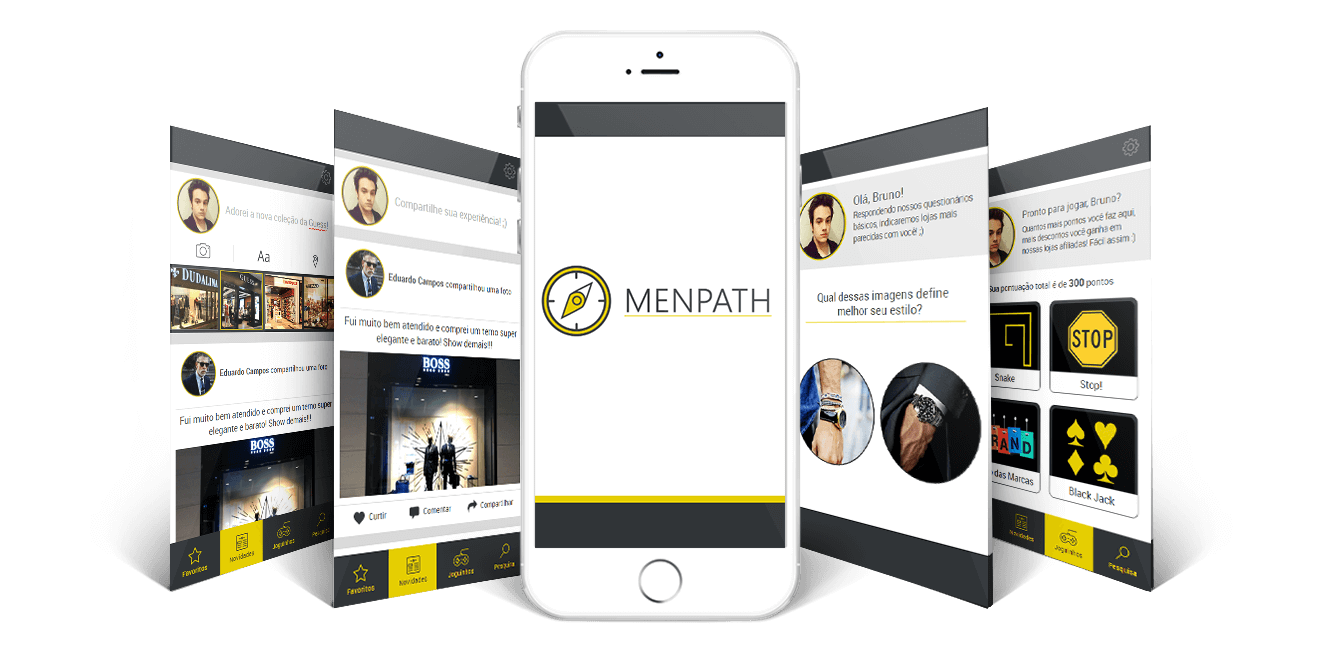 Adorei a nova coleção da Guess!
Aa
DUDALINA
Eduardo Campos compartilhou uma foto
Fui muito bem atendido e comprei um terno super
elegante e barato! Show demais!!!
BOSS
Favoritos
Novidades
Joguinhos
Pesquisa
Compartilhe sua experiência! ;)
Eduardo Campos compartilhou uma foto
Fui muito bem atendido e comprei um terno super
elegante e barato! Show demais!!!
BOSS
HUGO BOSS
Curtir
Comentar
Compartilhar
Favoritos
Novidades
Joguinhos
Pesquisa
MENPATH
Olá, Bruno!
Respondendo nossos questionários
básicos, indicaremos lojas mais
parecidas com você! ;)
Qual dessas imagens define
melhor seu estilo?
Pronto para jogar, Bruno?
Quantos mais pontos você faz aqui,
mais descontos você ganha em
nossas lojas afiliadas! Fácil assim :)
Sua pontuação total é de 300 pontos
Snake
STOP
Stop!
RAND
das Marcas
Black Jack
Novidades
Joguinhos
Pesquisa